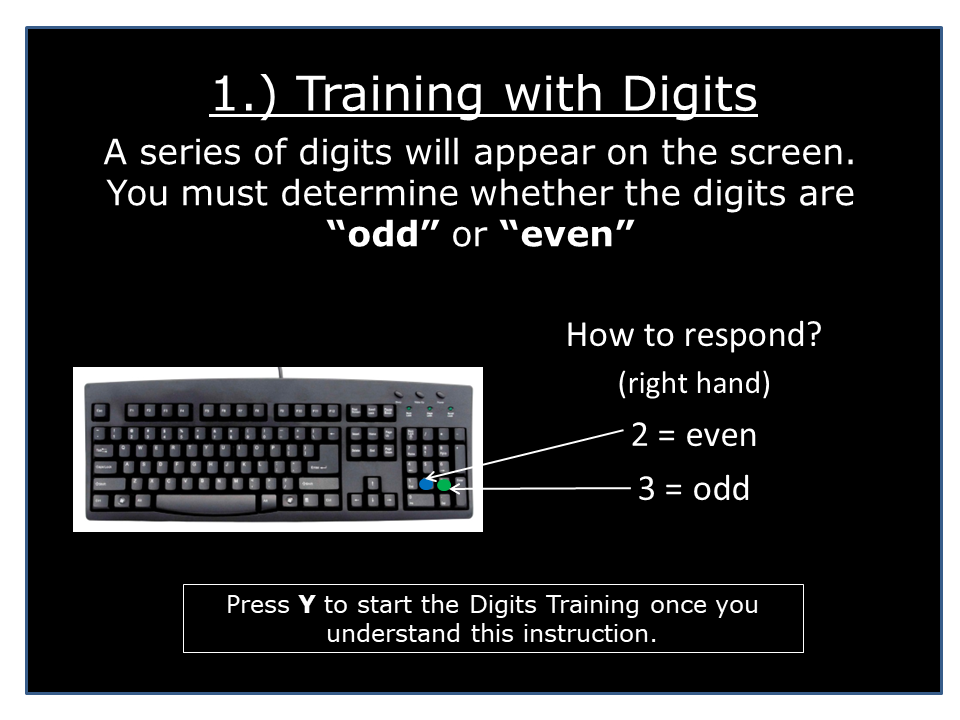 1.) Training with Digits
A series of digits will appear on the screen.
You must determine whether the digits are
“odd” or “even”
How to respond?
(right hand)
2 = even
3 = odd
Press Y to start the Digits Training once you
understand this instruction.